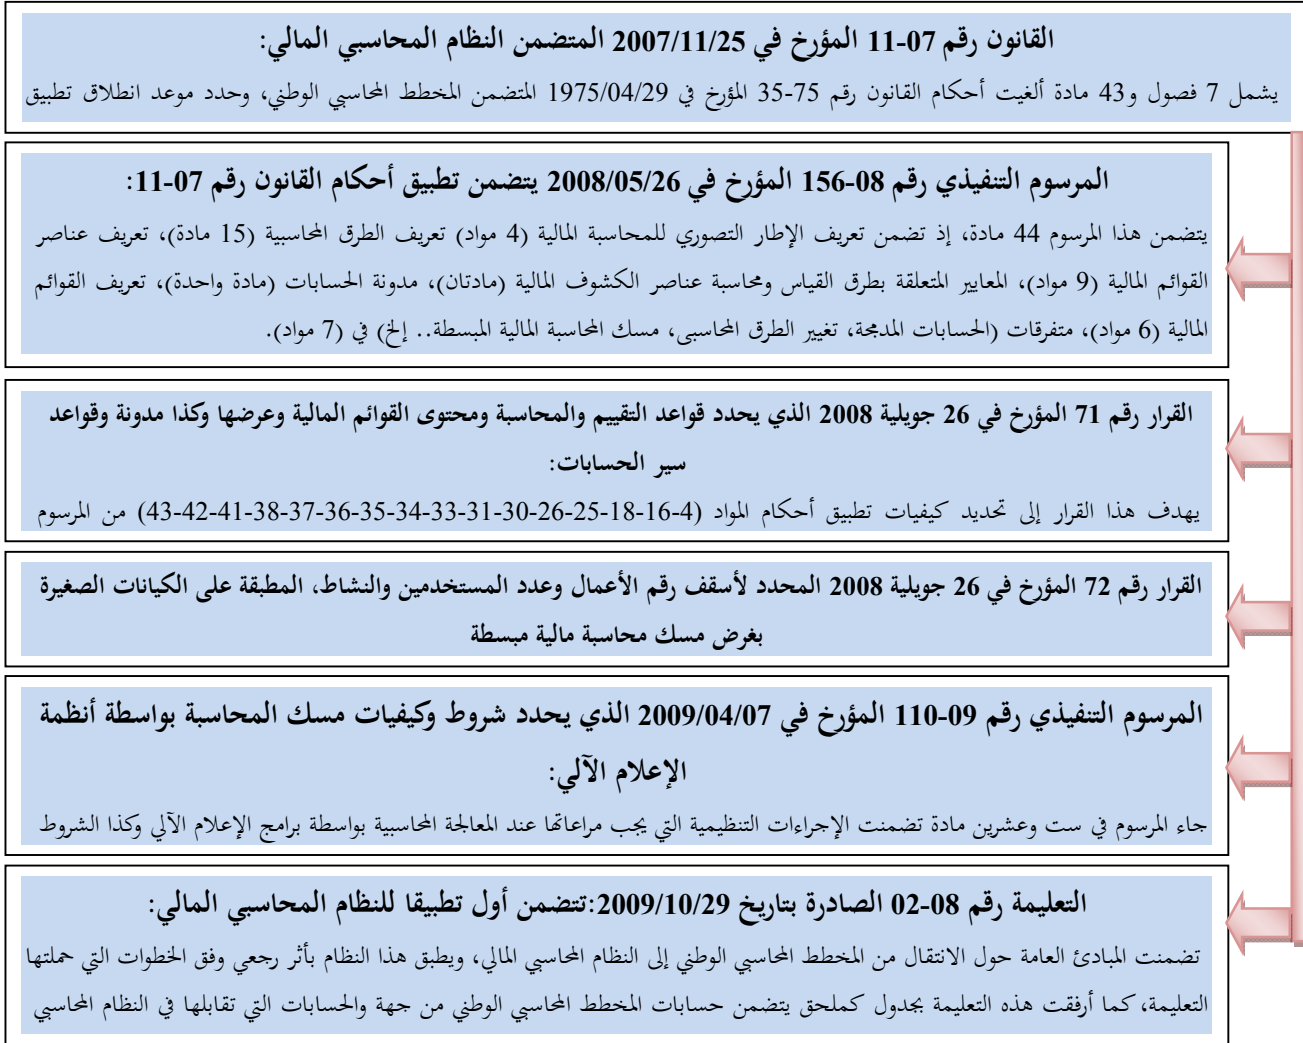 القانون رقم 07-11 المؤرخ في 2007/11/25 المتضمن النظام المحاسبي المالي:
يشمل 7 فصول و43 مادة ألغيت أحكام القانون رقم 75-35 المؤرخ في 1975/04/29 المتضمن المخطط المحاسبي الوطني، وحدد موعد انطلاق تطبيق
المرسوم التنفيذي رقم 08-156 المؤرخ في 2008/05/26 يتضمن تطبيق أحكام القانون رقم 07-11:
يتضمن هذا المرسوم 44 مادة، إذ تضمن تعريف الإطار التصوري للمحاسبة المالية (4 مواد) تعريف الطرق المحاسبية (15 مادة)، تعريف عناصر
القوائم المالية (9 مواد)، المعايير المتعلقة بطرق القياس ومحاسبة عناصر الكشوف المالية (مادتان)، مدونة الحسابات (مادة واحدة)، تعريف القوائم
المالية (6 مواد)، متفرقات (الحسابات المدمجة، تغيير الطرق المحاسبي، مسك المحاسبة المالية المبسطة.. إلخ) في (7 مواد).
القرار رقم 71 المؤرخ في 26 جويلية 2008 الذي يحدد قواعد التقييم والمحاسبة ومحتوى القوائم المالية وعرضها وكذا مدونة وقواعد
سير الحسابات:
يهدف هذا القرار إلى تحديد كيفيات تطبيق أحكام المواد (4-16-18-25-26-30-31-33-34-35-36-37-38-41-42-43) من المرسوم
القرار رقم 72 المؤرخ في 26 جويلية 2008 المحدد لأسقف رقم الأعمال وعدد المستخدمين والنشاط، المطبقة على الكيانات الصغيرة
بغرض مسك محاسبة مالية مبسطة
المرسوم التنفيذي رقم 09-110 المؤرخ في 2009/04/07 الذي يحدد شروط وكيفيات مسك المحاسبة بواسطة أنظمة
الإعلام الآلي:
جاء المرسوم في ست وعشرين مادة تضمنت الإجراءات التنظيمية التي يجب مراعاتها عند المعالجة المحاسبية بواسطة برامج الإعلام الآلي وكذا الشروط
التعليمة رقم 08-02 الصادرة بتاريخ 2009/10/29:تتضمن أول تطبيقا للنظام المحاسبي المالي:
تضمنت المبادئ العامة حول الانتقال من المخطط المحاسبي الوطني إلى النظام المحاسبي المالي، ويطبق هذا النظام بأثر رجعي وفق الخطوات التي حملتها
التعليمة، كما أرفقت هذه التعليمة بجدول كملحق يتضمن حسابات المخطط المحاسبي الوطني من جهة والحسابات التي تقابلها في النظام المحاسبي